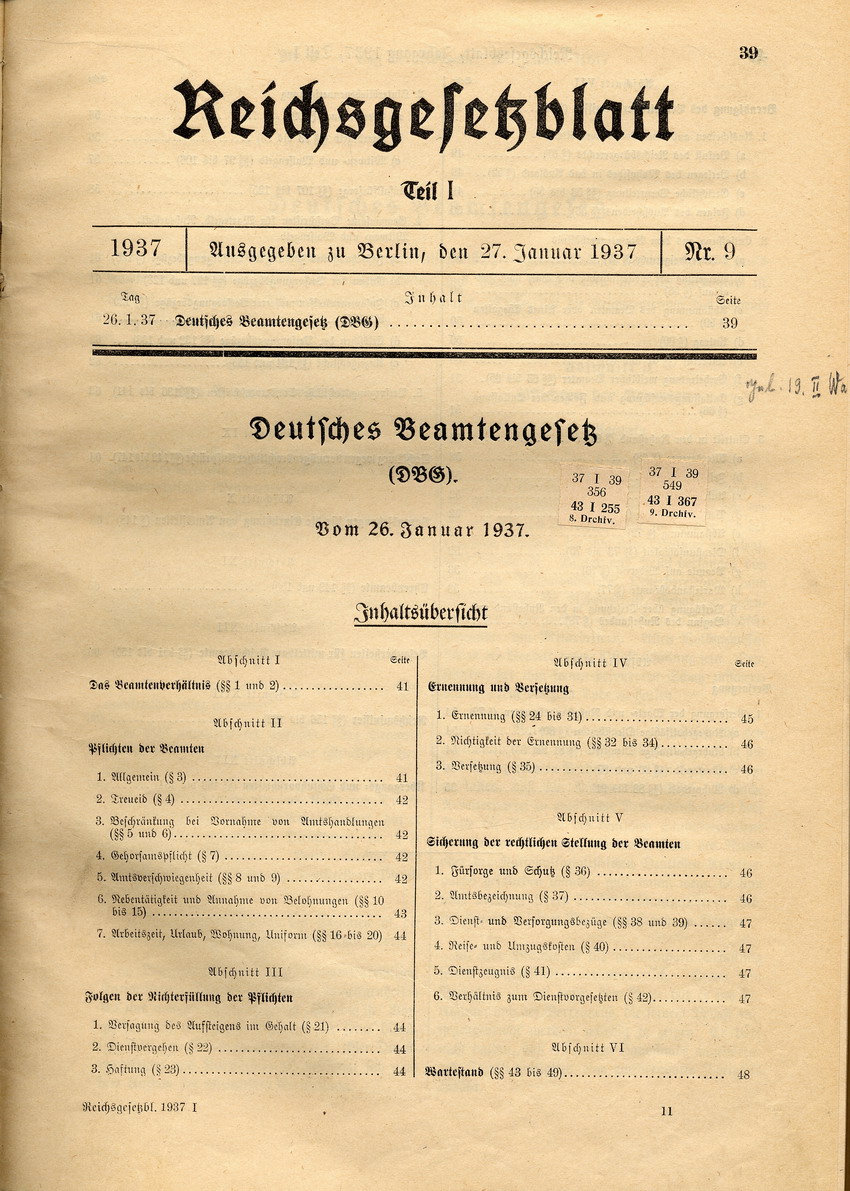 39
Reichsgesetzblatt
Teil I
1937 Ausgegeben zu Berlin, den 27. Januar 1937 Nr. 9
Tag Inhalt Seite
26. 1. 37 Deutsches Beamtengesetz (DBG) ........................ 39
19. II
Deutsches Beamtengesetz
(DBG).
37 I 39
356
43 I 255
8. Drchiv.
37 I 39
549
43 I 367
9. Drchiv.
Vom 26. Januar 1937.
Inhaltsübersicht
Abschnitt I Seite
Das Beamtenverhältnis (§§ 1 und 2) ................ 41
Abschnitt II
Pflichten der Beamten
1. Allgemein (§ 3) ................ 41
2. Treueid (§ 4) ................ 42
3. Beschränkung bei Vornahme von Amtshandlungen
(§§ 5 und 6) ................ 42
4. Gehorsamspflicht (§ 7) ................ 42
5. Amtsverschwiegenheit (§§ 8 und 9) ................ 42
6. Nebentätigkeit und Annahme von Belohnungen (§§ 10
bis 15) ................ 43
7. Arbeitszeit, Urlaub, Wohnung, Uniform (§§ 16 bis 20) 44
Abschnitt III
Folgen der Nichterfüllung der Pflichten
1. Versagung des Aufsteigens im Gehalt (§ 21) ........ 44
2. Dienstvergehen (§ 22) ................ 44
3. Haftung (§ 23) ................ 44
Abschnitt IV Seite
Ernennung und Versetzung
1. Ernennung (§§ 24 bis 31) ................ 45
2. Nichtigkeit der Ernennung (§§ 32 bis 34) ............ 46
3. Versetzung (§ 35) ................ 46
Abschnitt V
Sicherung der rechtlichen Stellung der Beamten
1. Fürsorge und Schutz (§ 36) ................ 46
2. Amtsbezeichnung (§ 37) ................ 46
3. Dienst- und Versorgungsbezüge (§§ 38 und 39) ...... 47
4. Reise- und Umzugskosten (§ 40) ................ 47
5. Dienstzeugnis (§ 41) ................ 47
6. Verhältnis zum Dienstvorgesetzten (§ 42) ............ 47
Abschnitt VI
Wartestand (§§ 43 bis 49) ................ 48
Reichsgesetzbl. 1937 I 11